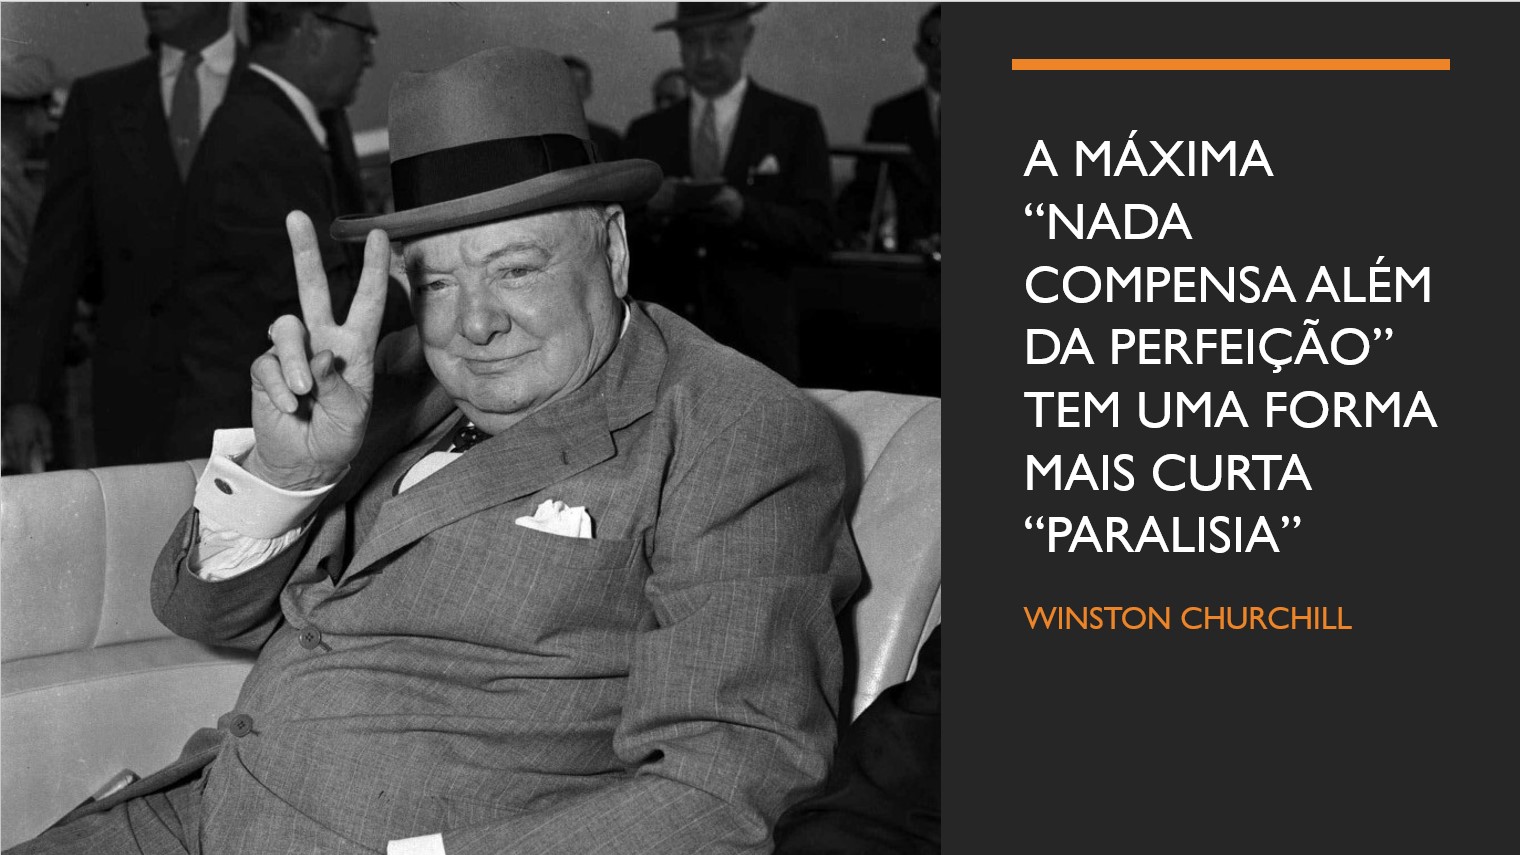 A MÁXIMA
“NADA
COMPENSA ALÉM
DA PERFEIÇÃO”
TEM UMA FORMA
MAIS CURTA
“PARALISIA”
WINSTON CHURCHILL